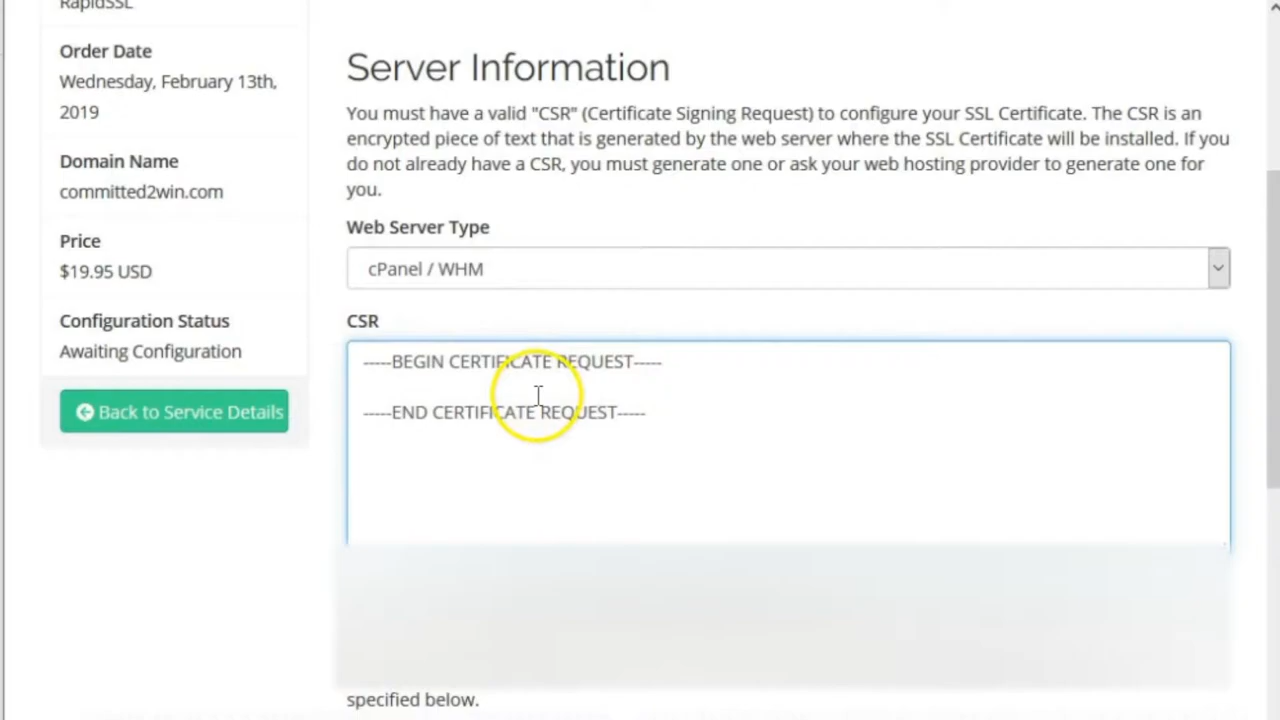 RapidSSL
Order Date
Wednesday, February 13th,
2019
Domain Name
committed2win.com
Price
$19.95 USD
Configuration Status
Awaiting Configuration
Back to Service Details
Server Information
You must have a valid "CSR" (Certificate Signing Request) to configure your SSL Certificate. The CSR is an
encrypted piece of text that is generated by the web server where the SSL Certificate will be installed. If you
do not already have a CSR, you must generate one or ask your web hosting provider to generate one for
you.
Web Server Type
cPanel / WHM
CSR
-----BEGIN CERTIFICATE REQUEST-----
-----END CERTIFICATE REQUEST-----
specified below.